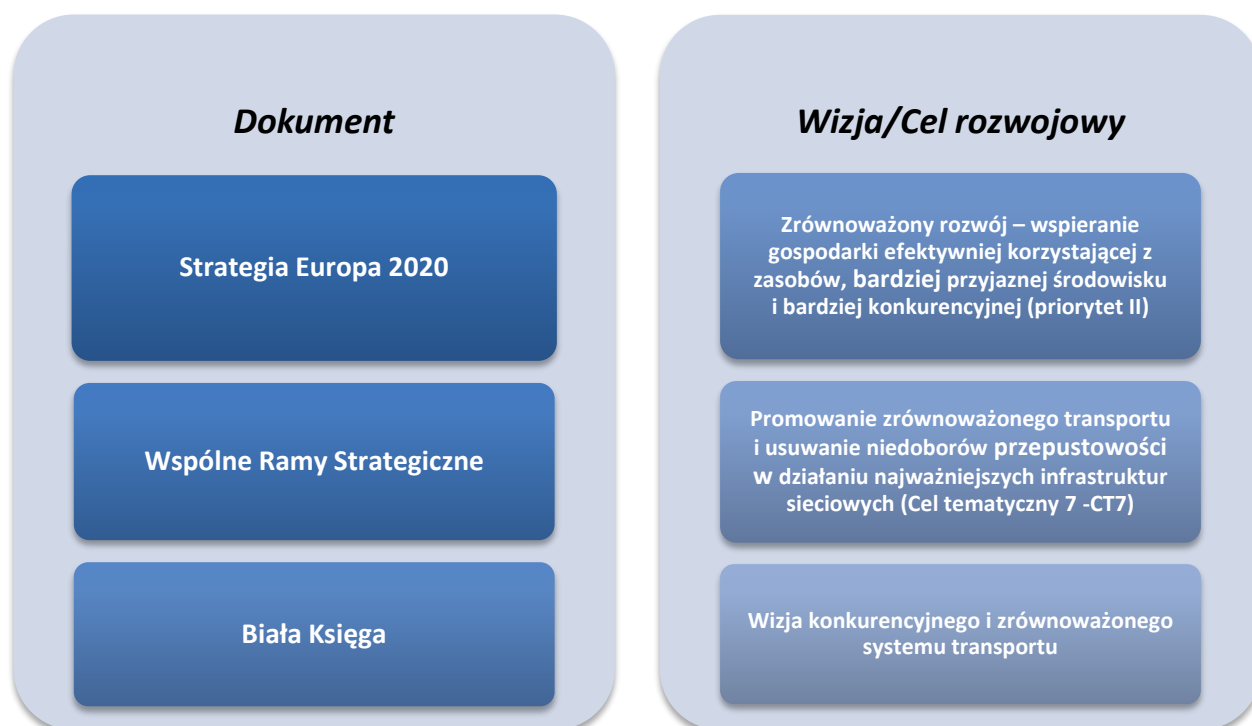 Dokument
Strategia Europa 2020
Wspólne Ramy Strategiczne
Biała Księga
Wizja/Cel rozwojowy
Zrównoważony rozwój – wspieranie
gospodarki efektywniej korzystającej z
zasobów, bardziej przyjaznej środowisku
i bardziej konkurencyjnej (priorytet II)
Promowanie zrównoważonego transportu
i usuwanie niedoborów przepustowości
w działaniu najważniejszych infrastruktur
sieciowych (Cel tematyczny 7 -CT7)
Wizja konkurencyjnego i zrównoważonego
systemu transportu